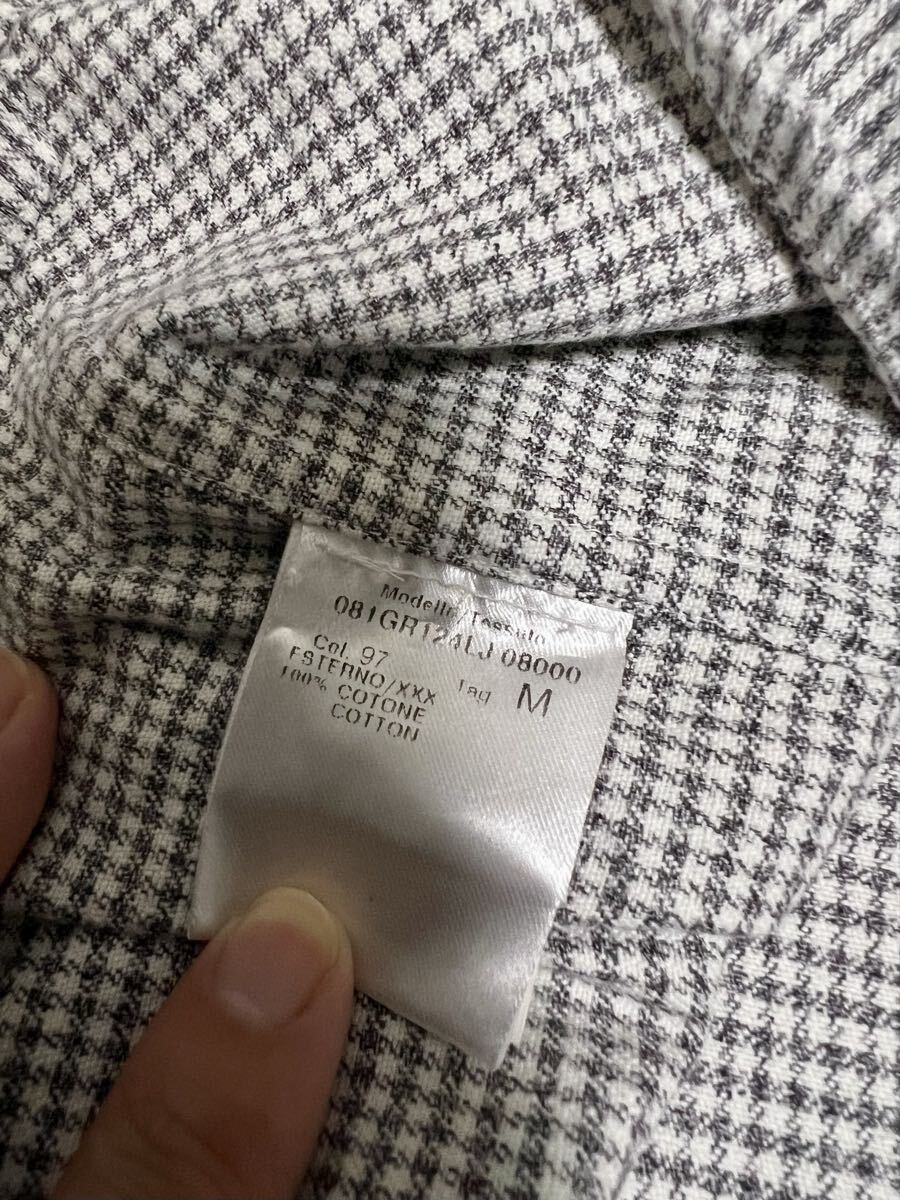 Modello/Tessuto
081GR124LJ 08000
Col. 97
Tag M
ESTERNO/XXX
100% COTONE
COTTON